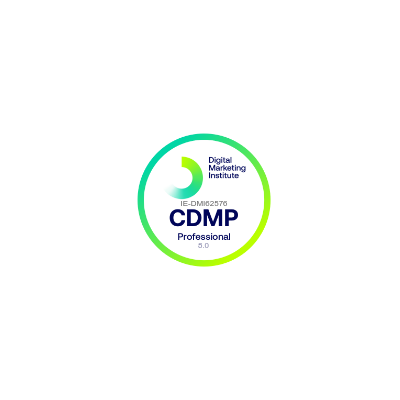 Digital
Marketing
Institute
IE-DMI62576
CDMP
Professional
5.0